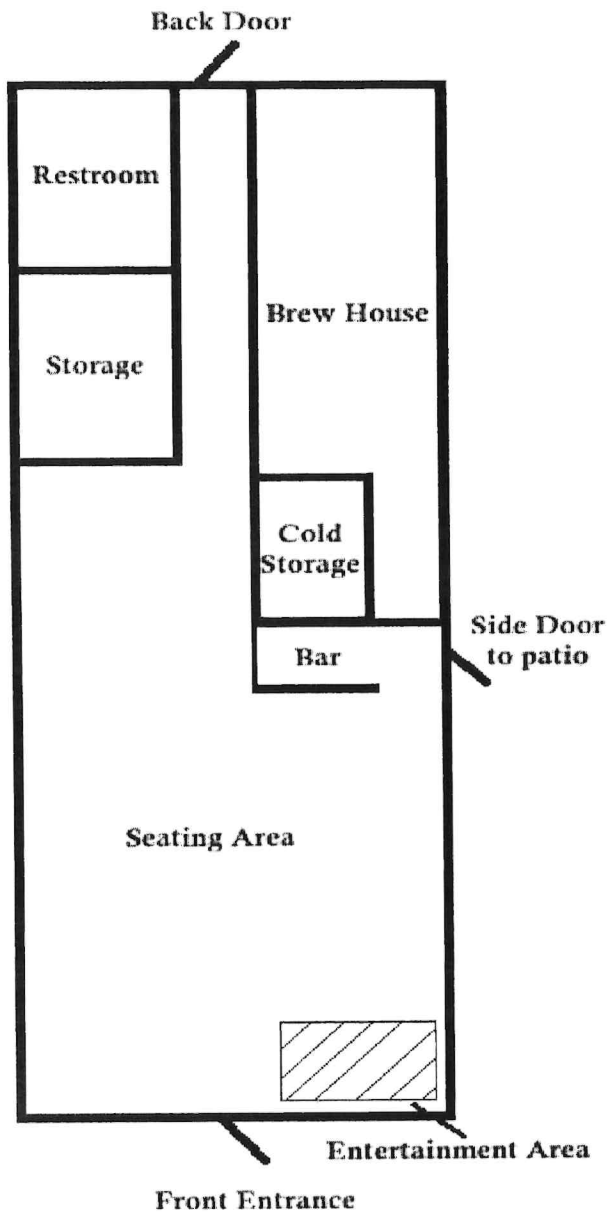 Back Door
Restroom
Brew House
Storage
Cold
Storage
Side Door
to patio
Bar
Seating Area
Entertainment Area
Front Entrance